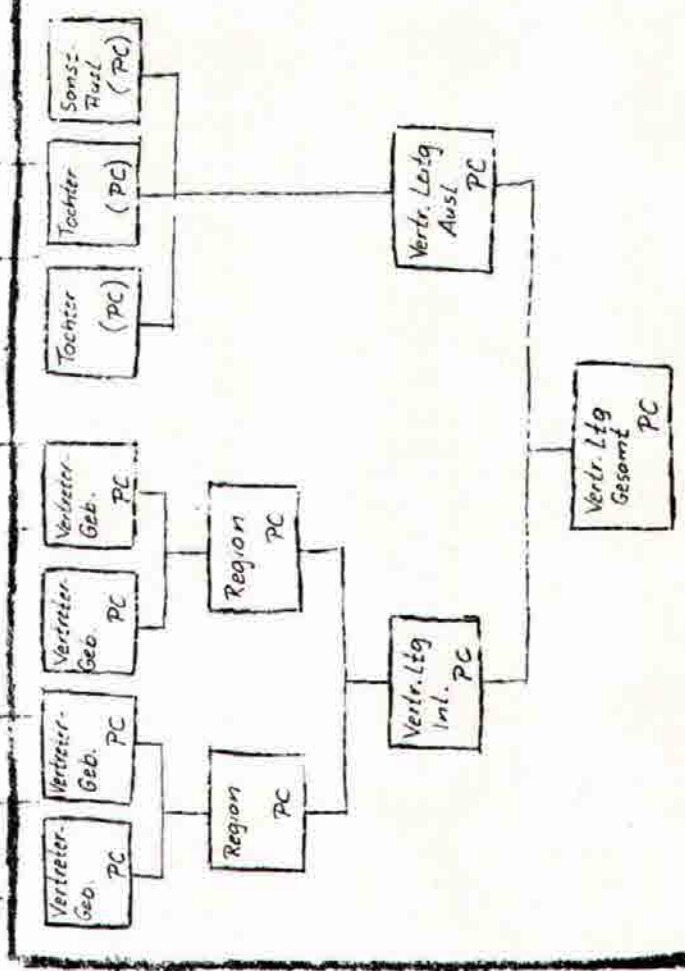 Vertreter-
Geb.
PC
Vertreter-
Geb.
PC
Vertreter-
Geb.
PC
Vertreter-
Geb.
PC
Tochter
(PC)
Tochter
(PC)
Sonst.
Ausl
(PC)
Region
PC
Region
PC
Vertr. Ltg
Inl.
PC
Vertr. Leitg
Ausl
PC
Vertr. Ltg
Gesamt
PC